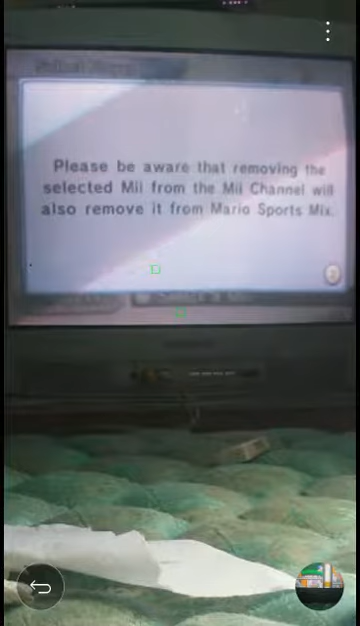 Please be aware that removing the
selected Mii from the Mii Channel will
also remove it from Mario Sports Mix.